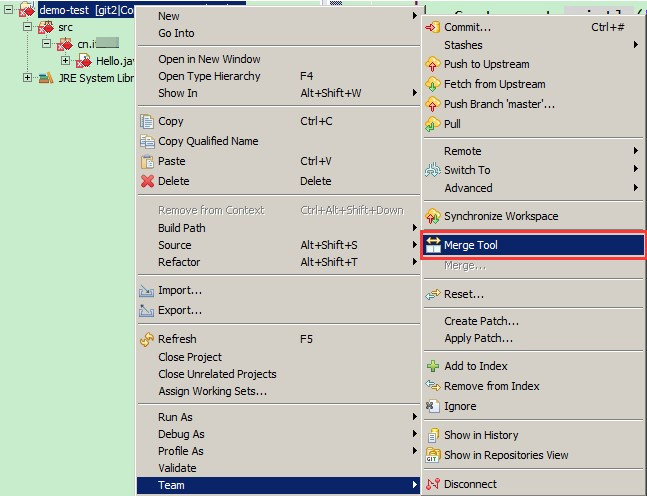 demo-test [git2|Co
src
cn.i
Hello.ja
JRE System Libr
New
Go Into
Open in New Window
Open Type Hierarchy F4
Show In Alt+Shift+W
Copy Ctrl+C
Copy Qualified Name
Paste Ctrl+V
Delete Delete
Remove from Context Ctrl+Alt+Shift+Down
Build Path
Source Alt+Shift+S
Refactor Alt+Shift+T
Import...
Export...
Refresh F5
Close Project
Close Unrelated Projects
Assign Working Sets...
Run As
Debug As
Profile As
Validate
Team
Commit... Ctrl+#
Stashes
Push to Upstream
Fetch from Upstream
Push Branch 'master'...
Pull
Remote
Switch To
Advanced
Synchronize Workspace
Merge Tool
Merge...
Reset...
Create Patch...
Apply Patch...
Add to Index
Remove from Index
Ignore
Show in History
GIT Show in Repositories View
Disconnect